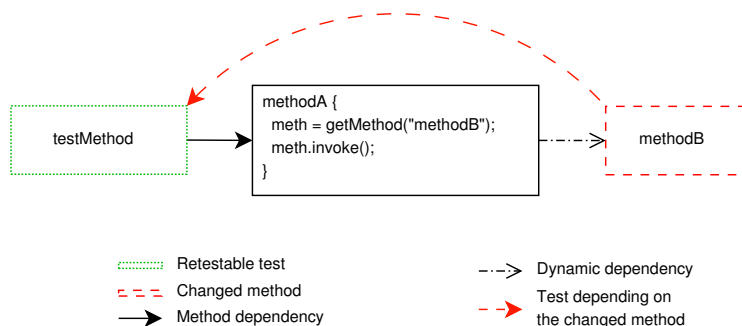 testMethod
methodA {
meth = getMethod("methodB");
meth.invoke();
}
methodB
Retestable test
Changed method
Method dependency
Dynamic dependency
Test depending on
the changed method